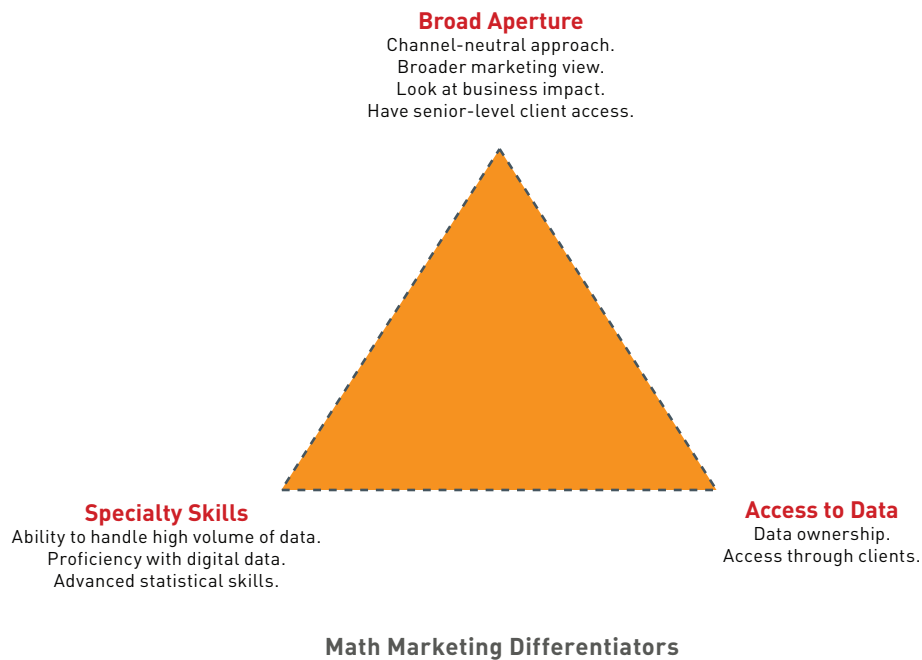 Broad Aperture
Channel-neutral approach.
Broader marketing view.
Look at business impact.
Have senior-level client access.
Specialty Skills
Ability to handle high volume of data.
Proficiency with digital data.
Advanced statistical skills.
Access to Data
Data ownership.
Access through clients.
Math Marketing Differentiators